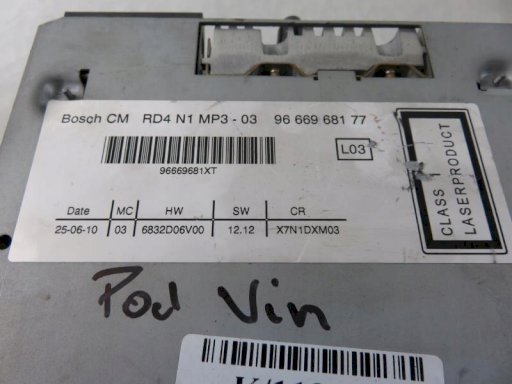 Bosch CM RD4 N1 MP3 - 03 96 669 681 77
L03
96669681XT
CLASS 1
LASERPRODUCT
Date MC HW SW CR
25-06-10 03 6832D06V00 12.12 X7N1DXM03
Pod Vin